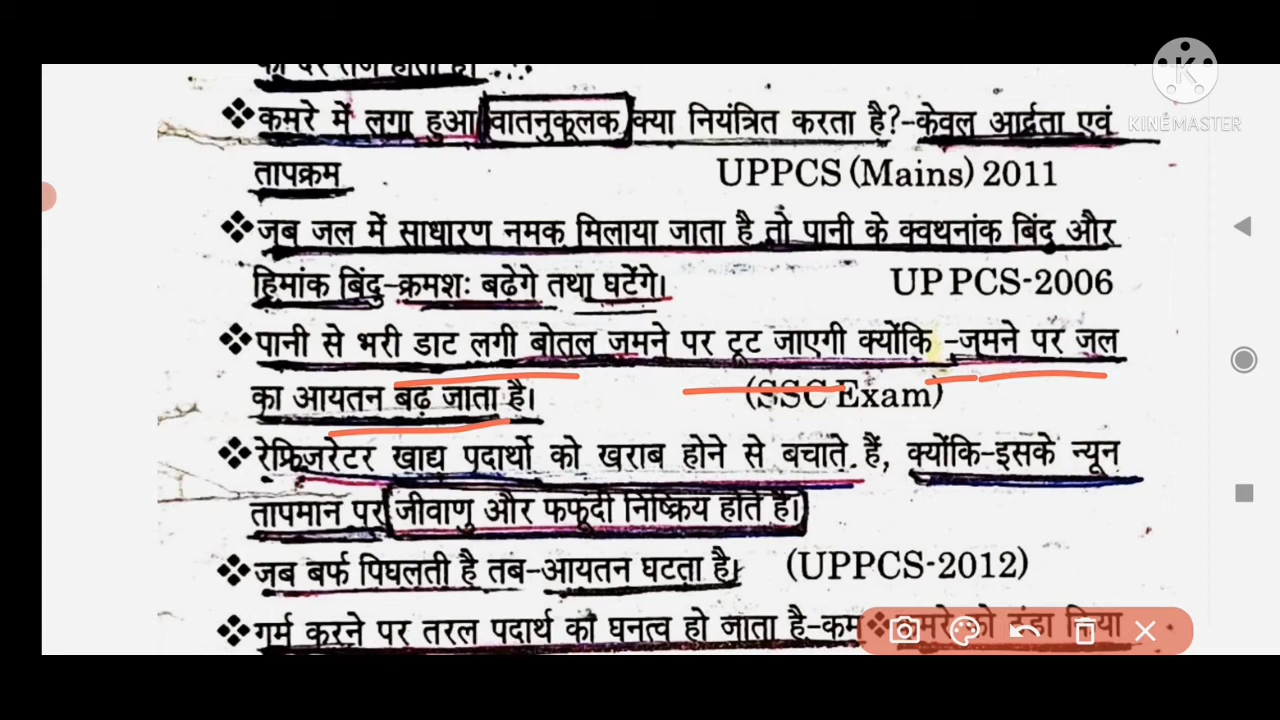 KINEMASTER
❖कमरे में लगा हुआ वातनुकूलक क्या नियंत्रित करता है?-केवल आर्द्रता एवं
तापक्रम UPPCS (Mains) 2011
❖जब जल में साधारण नमक मिलाया जाता है तो पानी के क्वथनांक बिंदु और
हिमांक बिंदु-क्रमशः बढेगे तथा घटेंगे। UP PCS-2006
❖पानी से भरी डाट लगी बोतल जमने पर टूट जाएगी क्योंकि -जमने पर जल
का आयतन बढ़ जाता है। (SSC Exam)
❖रेफ्रिजरेटर खाद्य पदार्थो को खराब होने से बचाते हैं, क्योंकि-इसके न्यून
तापमान पर जीवाणु और फफूदी निष्क्रिय होते हैं।
❖जब बर्फ पिघलती है तब-आयतन घटता है। (UPPCS-2012)
❖गर्म करने पर तरल पदार्थ का घनत्व हो जाता है-कम